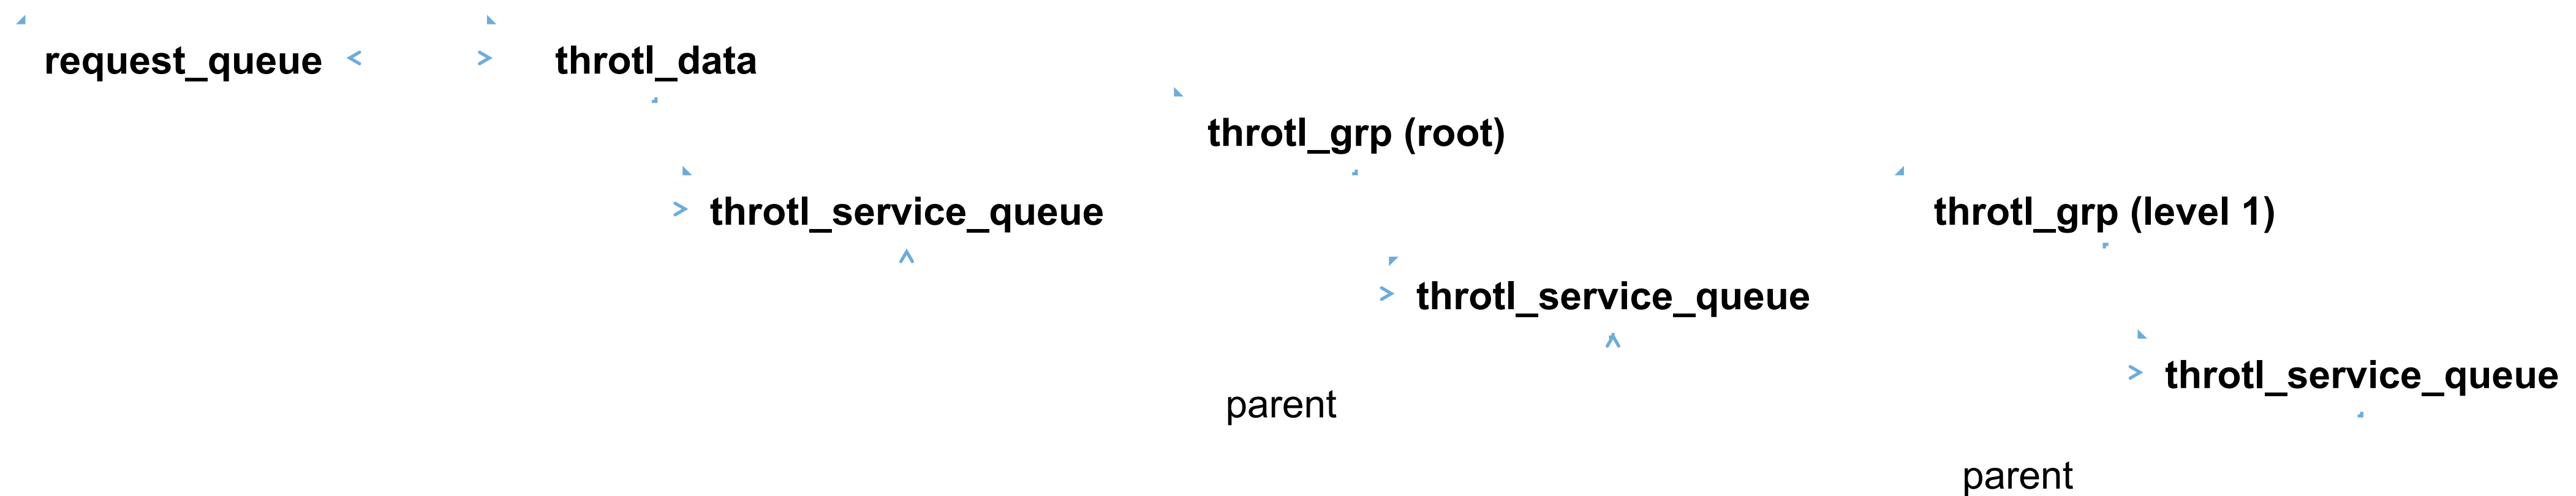 request_queue
throtl_data
throtl_grp (root)
throtl_service_queue
throtl_grp (level 1)
throtl_service_queue
throtl_service_queue
parent
parent